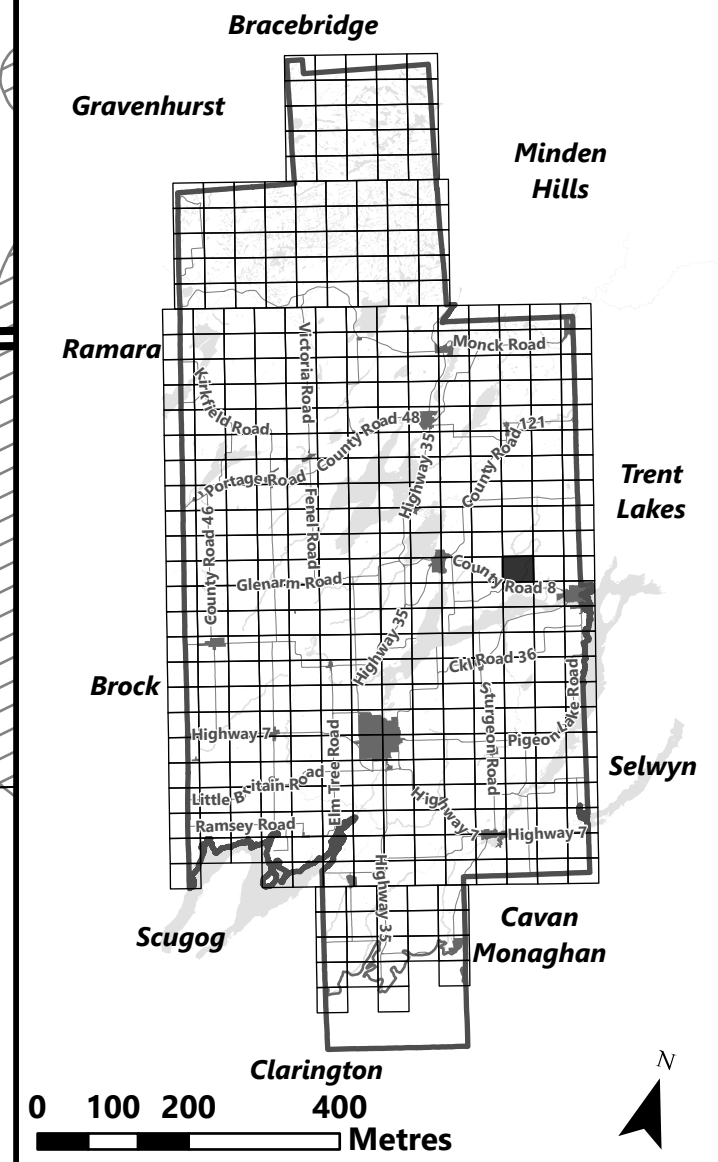 Bracebridge
Gravenhurst
Minden
Hills
Ramara
Victoria Road
Monck Road
Kirkfield Road
County Road 48
Highway 35
County Road 121
Portage Road
Trent
Lakes
Fenel Road
County Road 46
Glenarm Road
County Road 8
Highway 35
Ckl Road 36
Brock
Sturgeon Road
Pigeon Lake Road
Highway 7
Elm Tree Road
Selwyn
Little Britain Road
Highway 7
Ramsey Road
Highway 7
Highway 35
Scugog
Cavan
Monaghan
Clarington
N
0 100 200 400
Metres